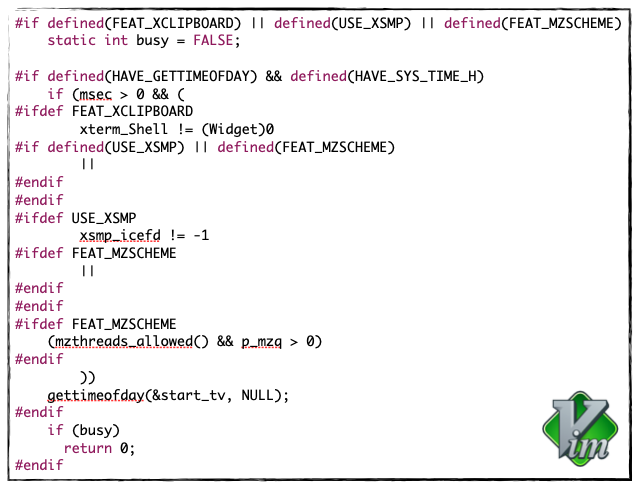 #if defined(FEAT_XCLIPBOARD) || defined(USE_XSMP) || defined(FEAT_MZSCHEME)
    static int busy = FALSE;

#if defined(HAVE_GETTIMEOFDAY) && defined(HAVE_SYS_TIME_H)
    if (msec > 0 && (
#ifdef FEAT_XCLIPBOARD
        xterm_Shell != (Widget)0
#if defined(USE_XSMP) || defined(FEAT_MZSCHEME)
        ||
#endif
#endif
#ifdef USE_XSMP
        xsmp_icefd != -1
#ifdef FEAT_MZSCHEME
        ||
#endif
#endif
#ifdef FEAT_MZSCHEME
    (mzthreads_allowed() && p_mzq > 0)
#endif
        ))
    gettimeofday(&start_tv, NULL);
#endif
    if (busy)
      return 0;
#endif
Vim